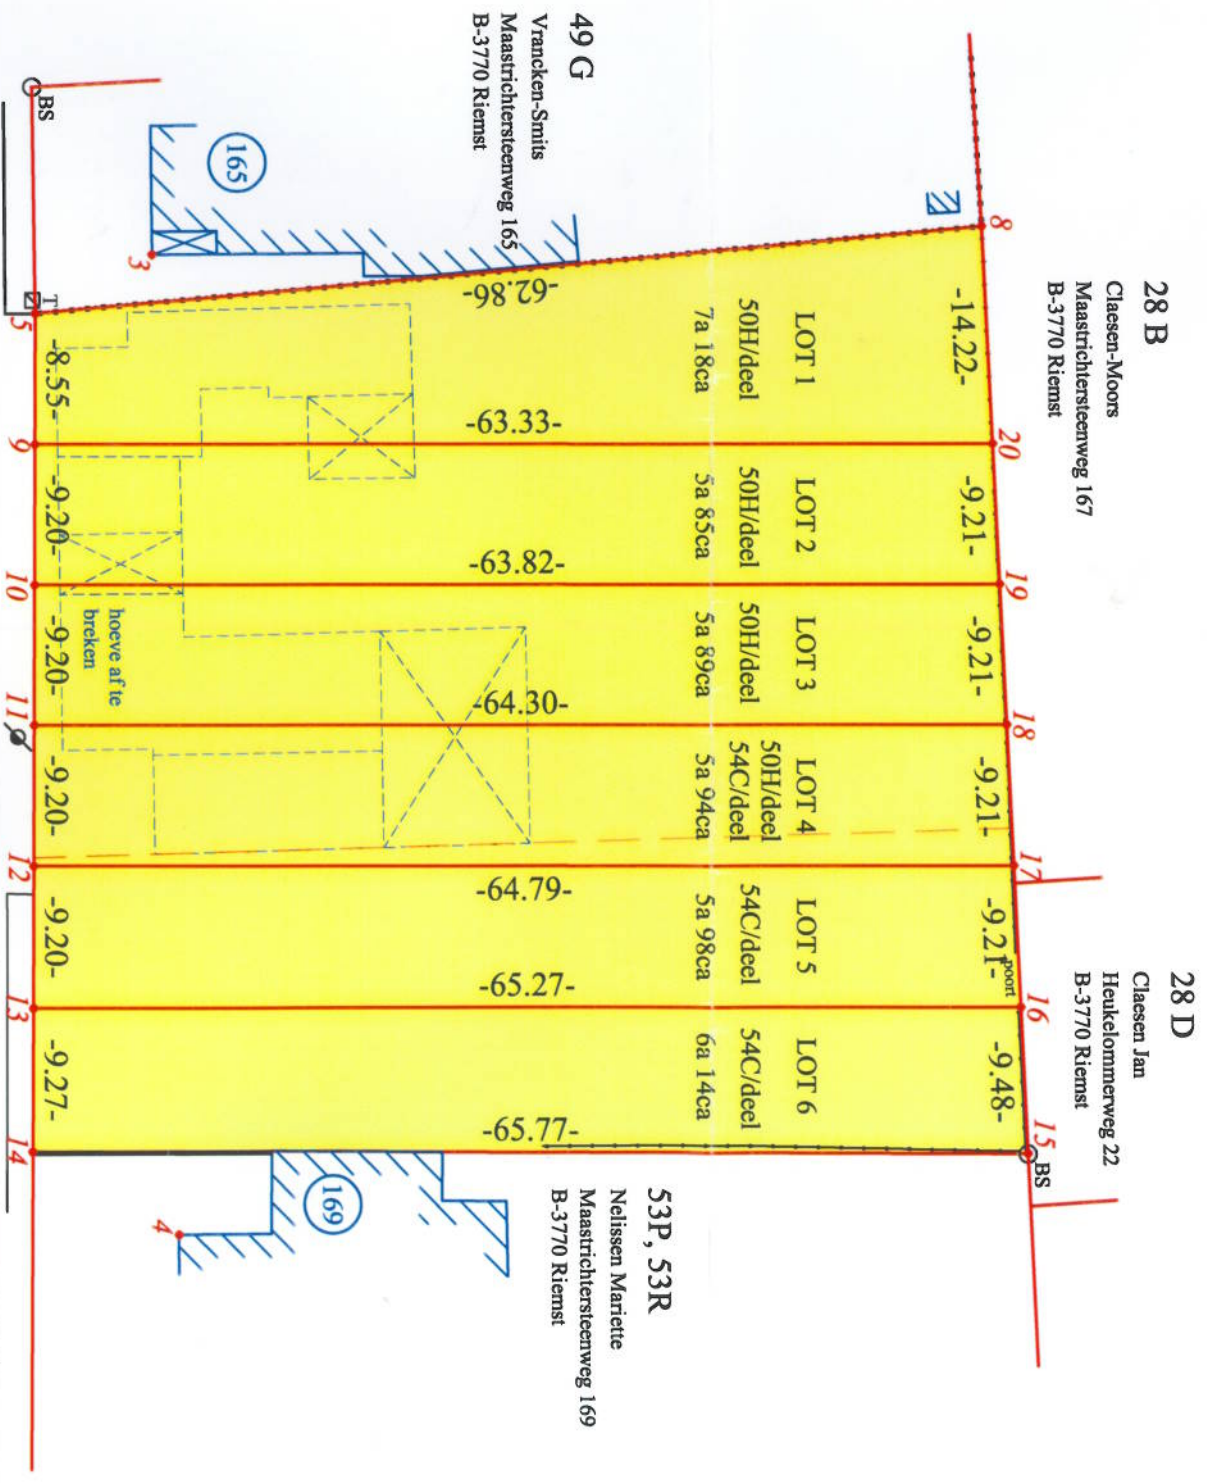 28 B
Claesen-Moors
Maastrichtersteenweg 167
B-3770 Riemst
28 D
Claesen Jan
Heukelommerweg 22
B-3770 Riemst
49 G
Vrancken-Smits
Maastrichtersteenweg 165
B-3770 Riemst
53P, 53R
Nelissen Mariette
Maastrichtersteenweg 169
B-3770 Riemst
8
20
19
18
17
16
15
BS
poort
-14.22-
-9.21-
-9.21-
-9.21-
-9.21-
-9.48-
LOT 1
50H/deel
7a 18ca
LOT 2
50H/deel
5a 85ca
LOT 3
50H/deel
5a 89ca
LOT 4
50H/deel
54C/deel
5a 94ca
LOT 5
54C/deel
5a 98ca
LOT 6
54C/deel
6a 14ca
-62.86-
-63.33-
-63.82-
-64.30-
-64.79-
-65.27-
-65.77-
165
169
3
4
hoeve af te
breken
-8.55-
-9.20-
-9.20-
-9.20-
-9.20-
-9.27-
BS
T
5
9
10
11
12
13
14